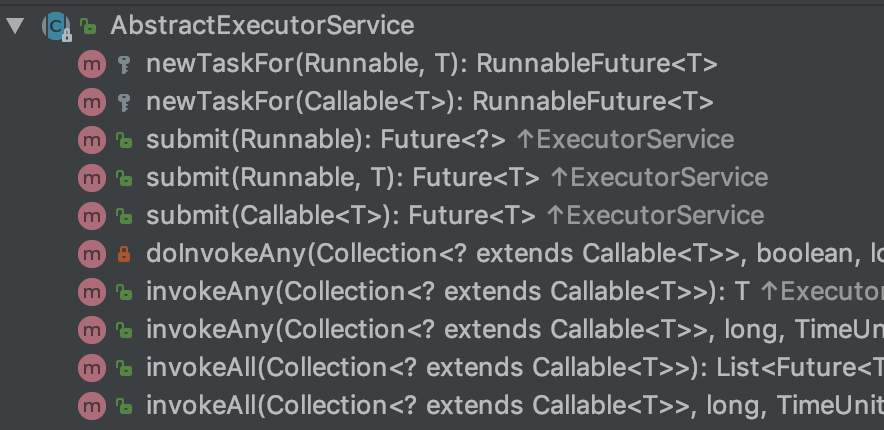 AbstractExecutorService
m newTaskFor(Runnable, T): RunnableFuture<T>
m newTaskFor(Callable<T>): RunnableFuture<T>
m submit(Runnable): Future<?> ↑ExecutorService
m submit(Runnable, T): Future<T> ↑ExecutorService
m submit(Callable<T>): Future<T> ↑ExecutorService
m doInvokeAny(Collection<? extends Callable<T>>, boolean, lo
m invokeAny(Collection<? extends Callable<T>>): T ↑Executor
m invokeAny(Collection<? extends Callable<T>>, long, TimeUn
m invokeAll(Collection<? extends Callable<T>>): List<Future<T
m invokeAll(Collection<? extends Callable<T>>, long, TimeUnit